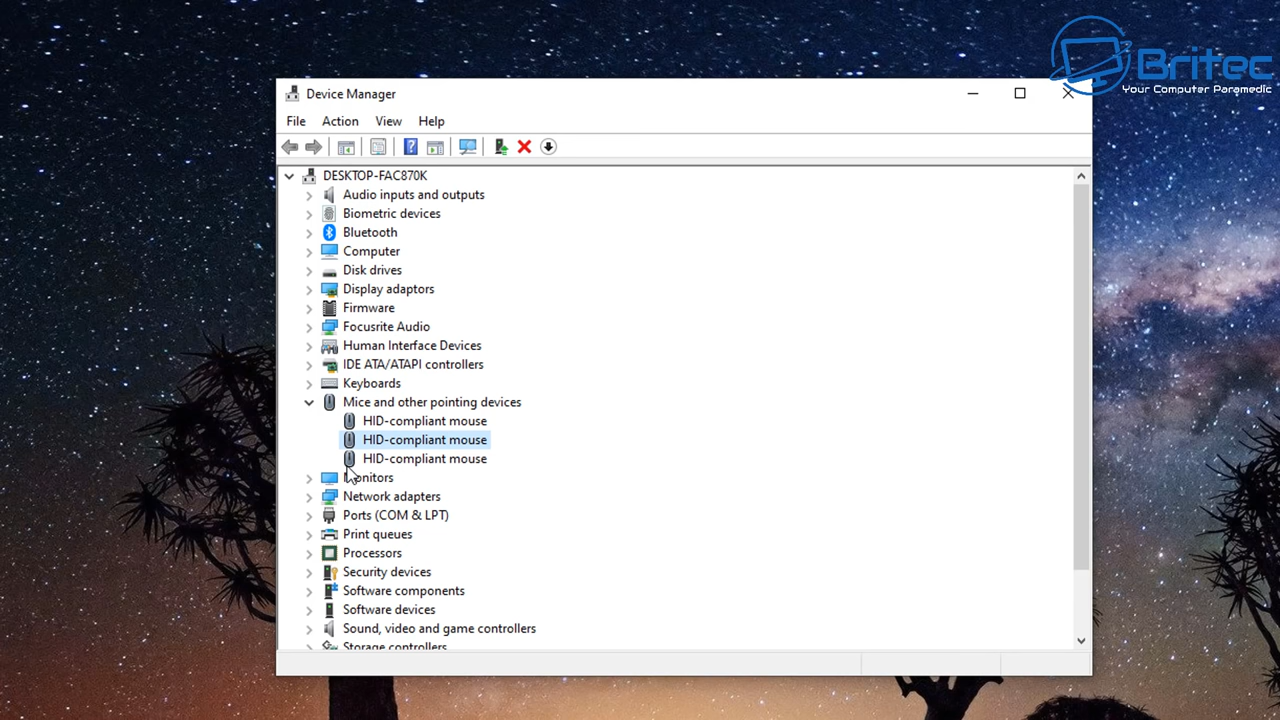 Britec
Your Computer Paramedic
Device Manager
File Action View Help
DESKTOP-FAC870K
Audio inputs and outputs
Biometric devices
Bluetooth
Computer
Disk drives
Display adaptors
Firmware
Focusrite Audio
Human Interface Devices
IDE ATA/ATAPI controllers
Keyboards
Mice and other pointing devices
HID-compliant mouse
HID-compliant mouse
HID-compliant mouse
Monitors
Network adapters
Ports (COM & LPT)
Print queues
Processors
Security devices
Software components
Software devices
Sound, video and game controllers
Storage controllers